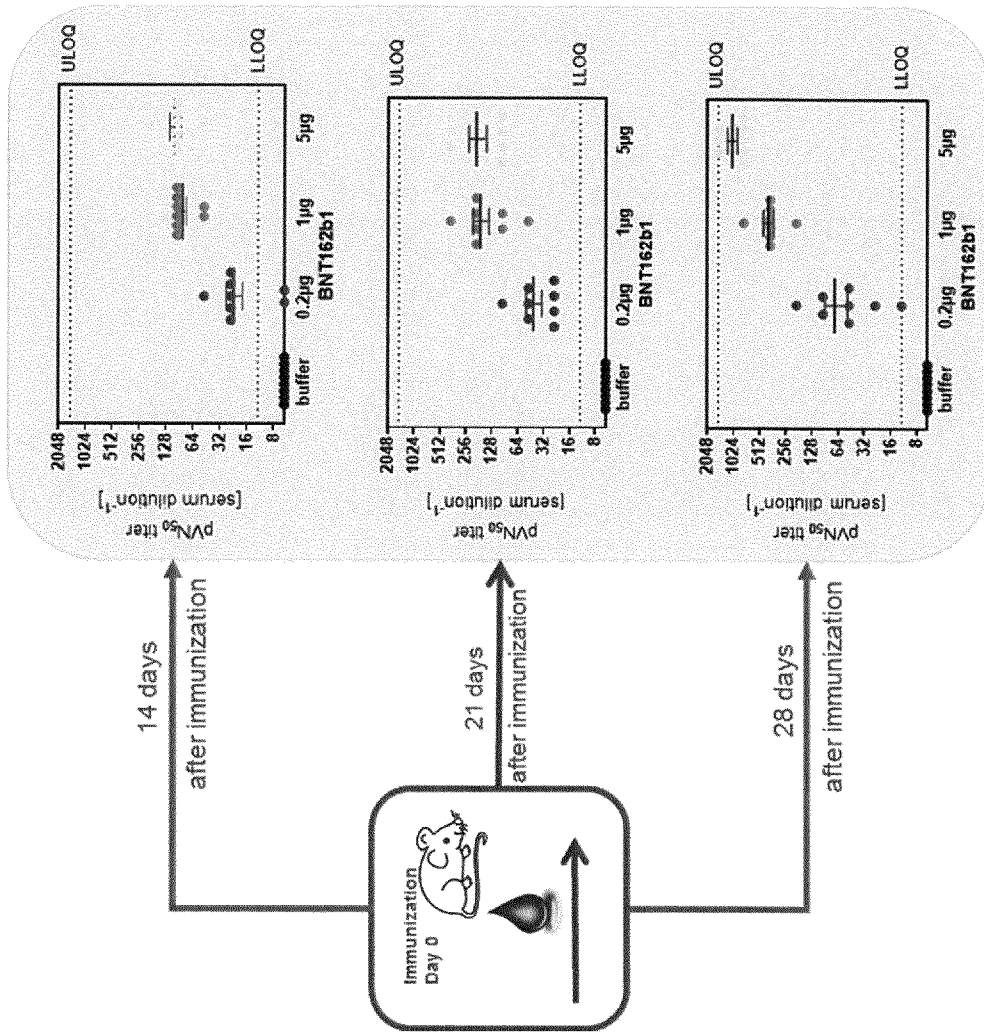 Immunization
Day 0
14 days
after immunization
21 days
after immunization
28 days
after immunization
pVN50 titer
[serum dilution-1]
2048
1024
512
256
128
64
32
16
8
ULOQ
LLOQ
buffer
0.2µg
1µg
5µg
BNT162b1
pVN50 titer
[serum dilution-1]
2048
1024
512
256
128
64
32
16
8
ULOQ
LLOQ
buffer
0.2µg
1µg
5µg
BNT162b1
pVN50 titer
[serum dilution-1]
2048
1024
512
256
128
64
32
16
8
ULOQ
LLOQ
buffer
0.2µg
1µg
5µg
BNT162b1